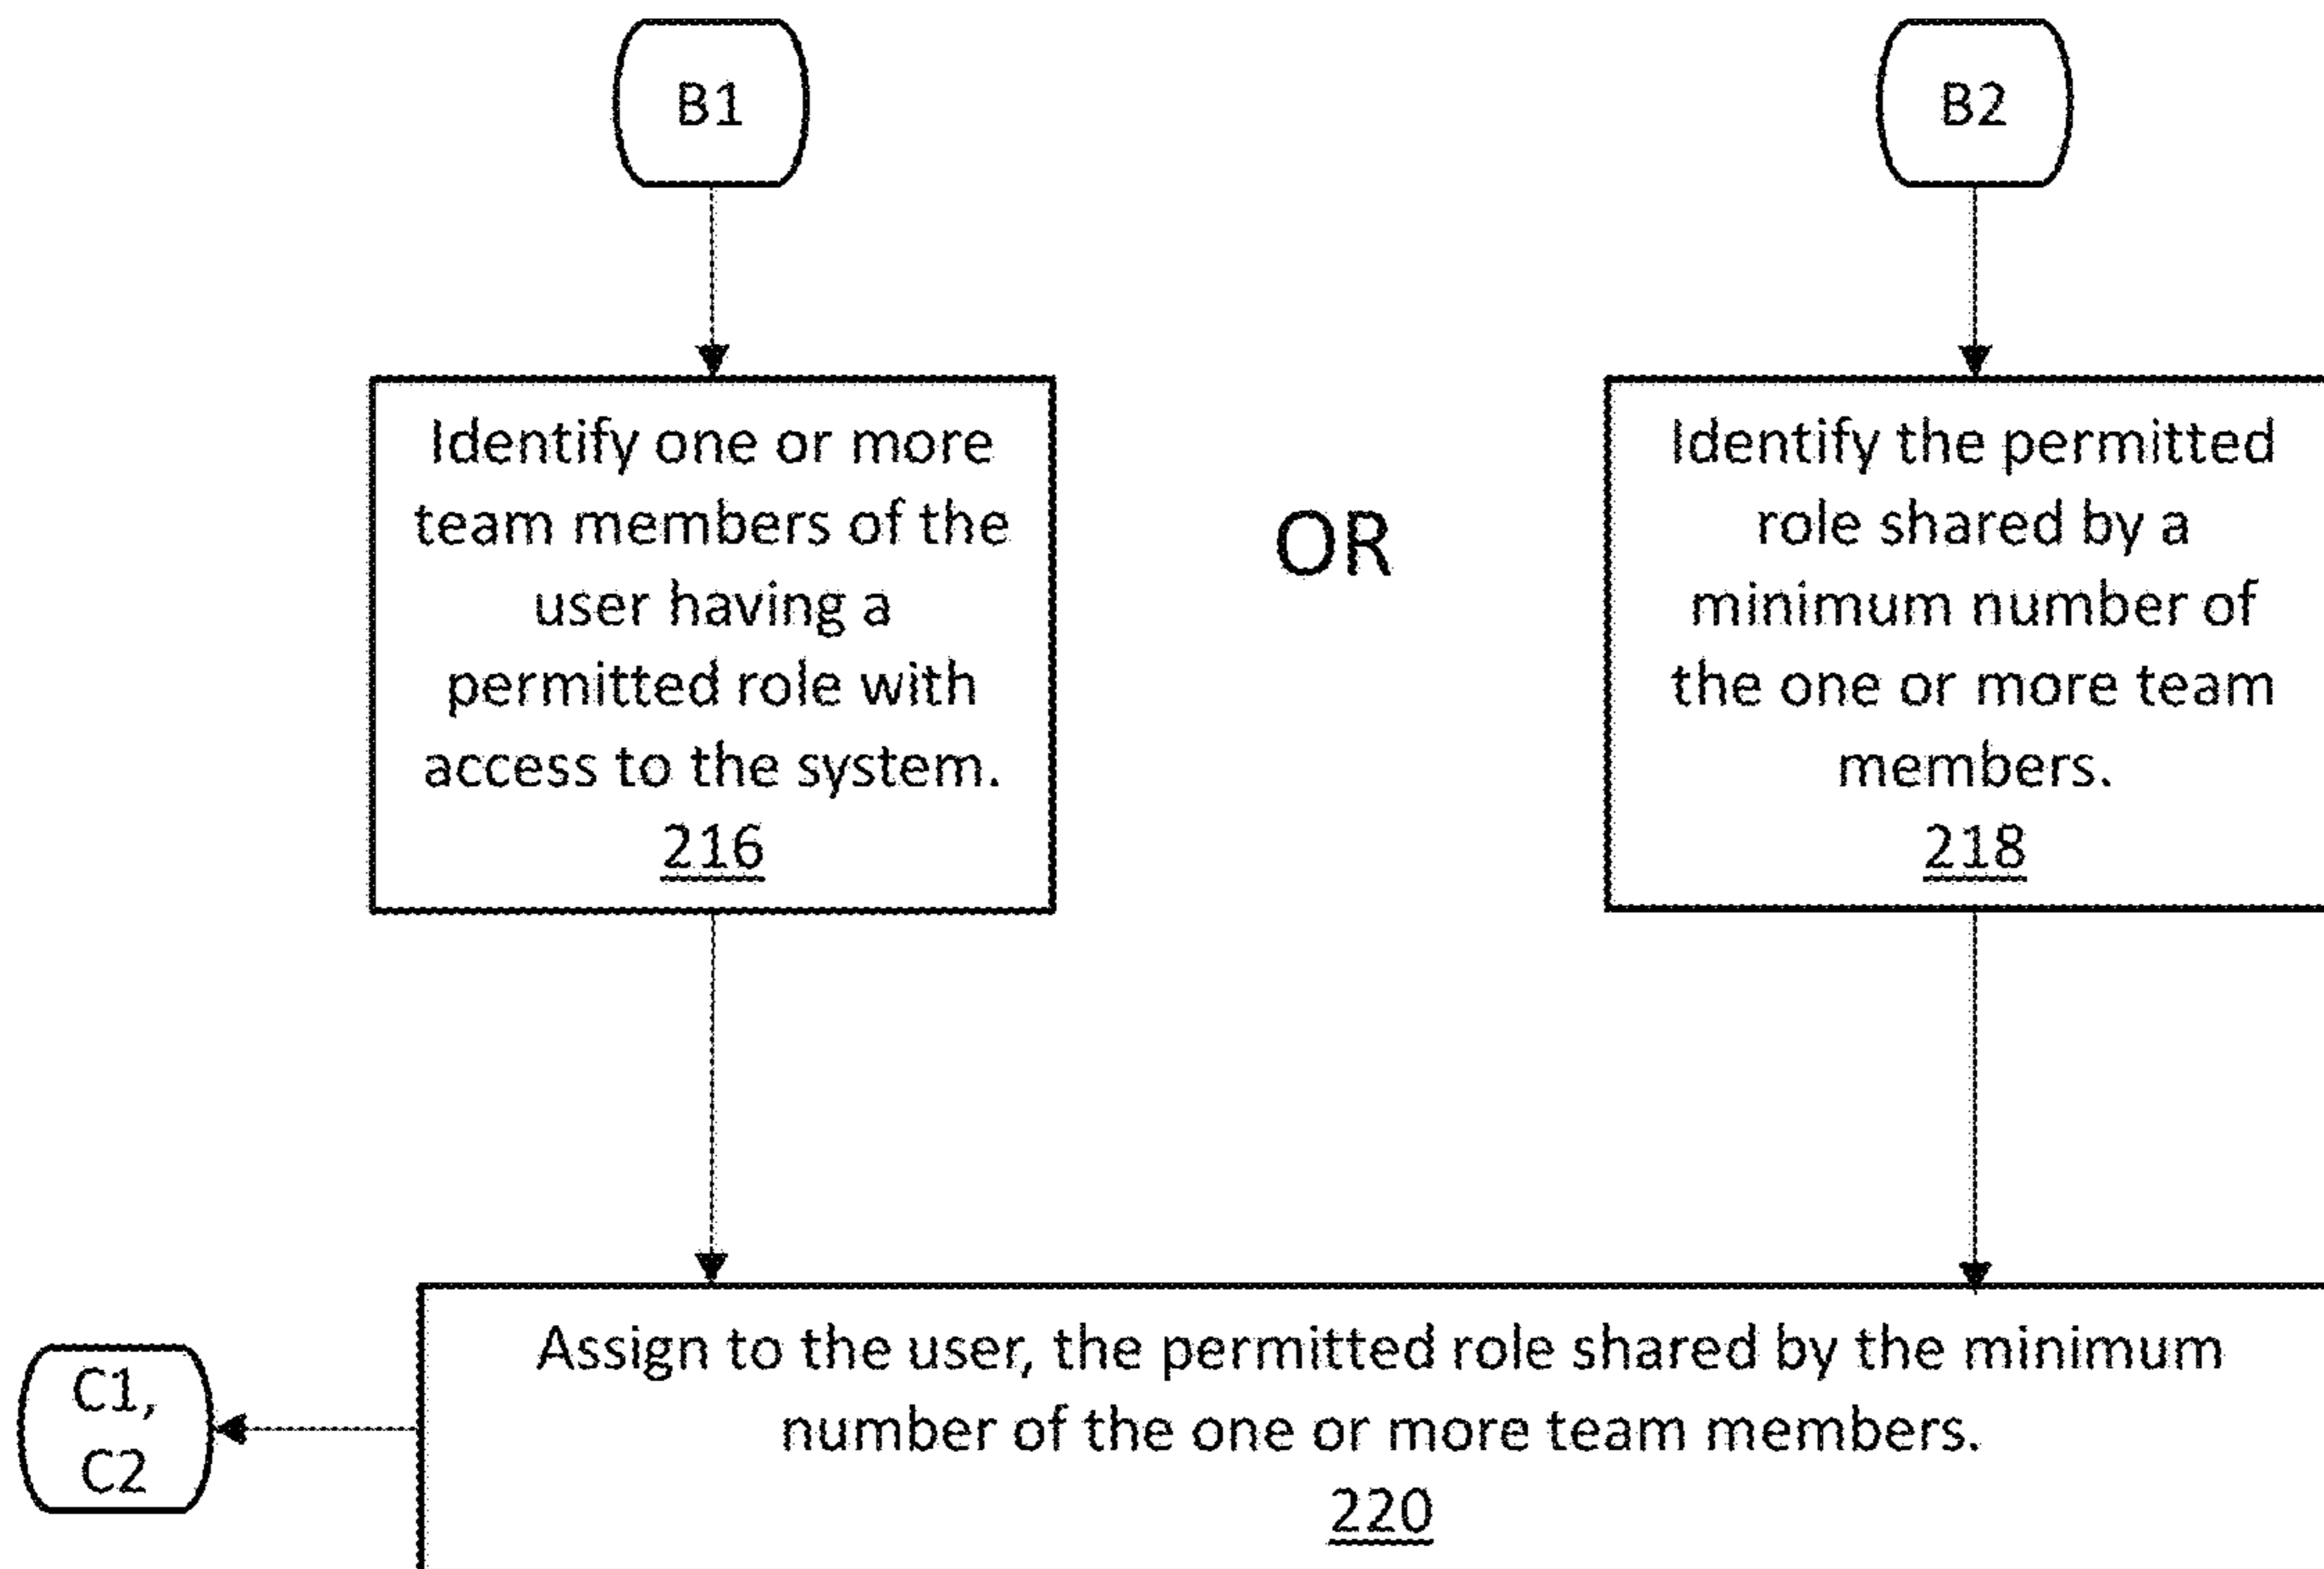 B1
B2
Identify one or more
team members of the
user having a
permitted role with
access to the system.
216
OR
Identify the permitted
role shared by a
minimum number of
the one or more team
members.
218
Assign to the user, the permitted role shared by the minimum
number of the one or more team members.
220
C1,
C2